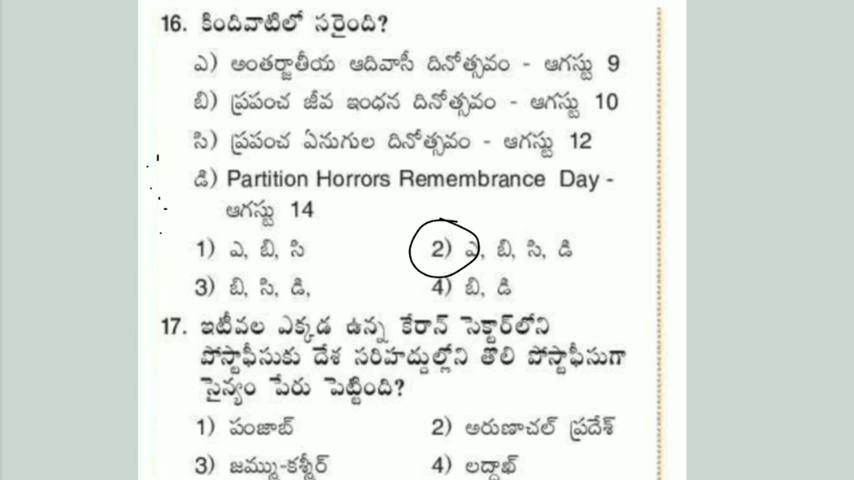 16. కిందివాటిలో సరైంది?
ఎ) అంతర్జాతీయ ఆదివాసీ దినోత్సవం - ఆగస్టు 9
బి) ప్రపంచ జీవ ఇంధన దినోత్సవం - ఆగస్టు 10
సి) ప్రపంచ ఏనుగుల దినోత్సవం - ఆగస్టు 12
డి) Partition Horrors Remembrance Day -
ఆగస్టు 14
1) ఎ, బి, సి 2) ఎ, బి, సి, డి
3) బి, సి, డి, 4) బి, డి
17. ఇటీవల ఎక్కడ ఉన్న కేరాన్ సెక్టార్‌లోని
పోస్టాఫీసుకు దేశ సరిహద్దుల్లోని తొలి పోస్టాఫీసుగా
సైన్యం పేరు పెట్టింది?
1) పంజాబ్ 2) అరుణాచల్ ప్రదేశ్
3) జమ్ము-కశ్మీర్ 4) లద్దాఖ్